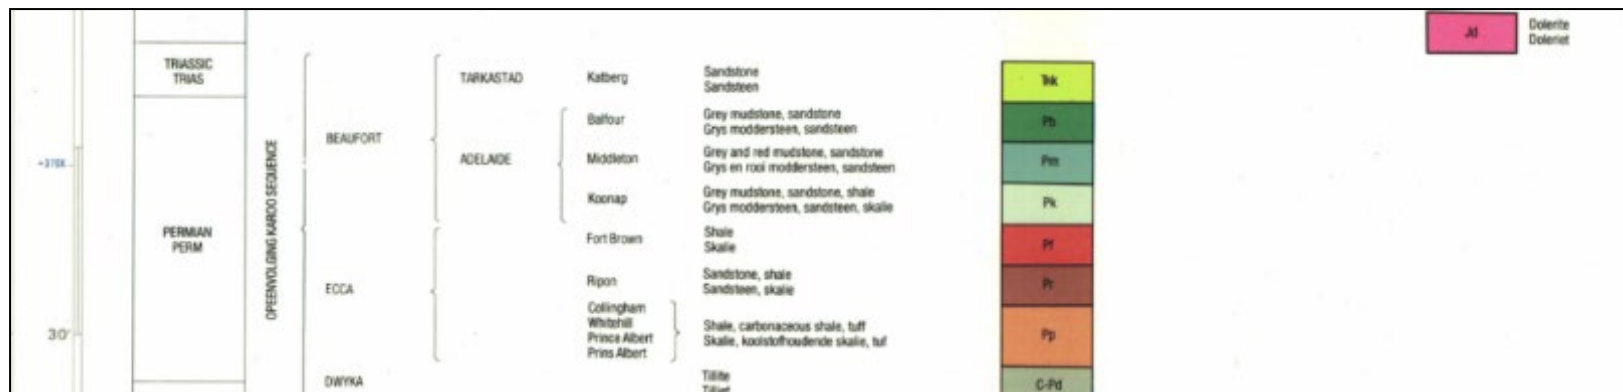 Jd
Dolerite
Doleriet
TRIASSIC
TRIAS
TARKASTAD
Katberg
Sandstone
Sandsteen
Balfour
Grey mudstone, sandstone
Grys moddersteen, sandsteen
Pb
BEAUFORT
ADELAIDE
Middleton
Grey and red mudstone, sandstone
Grys en rooi moddersteen, sandsteen
Pm
Koonap
Grey mudstone, sandstone, shale
Grys moddersteen, sandsteen, skalie
Pk
OPEENVOLGING KAROO SEQUENCE
PERMIAN
PERM
Fort Brown
Shale
Skalie
Pf
ECCA
Ripon
Sandstone, shale
Sandsteen, skalie
Pr
Collingham
Whitehill
Prince Albert
Prins Albert
Shale, carbonaceous shale, tuff
Skalie, koolstofhoudende skalie, tuf
Pp
30'
DWYKA
Tillite
Tilliet
C-Pd